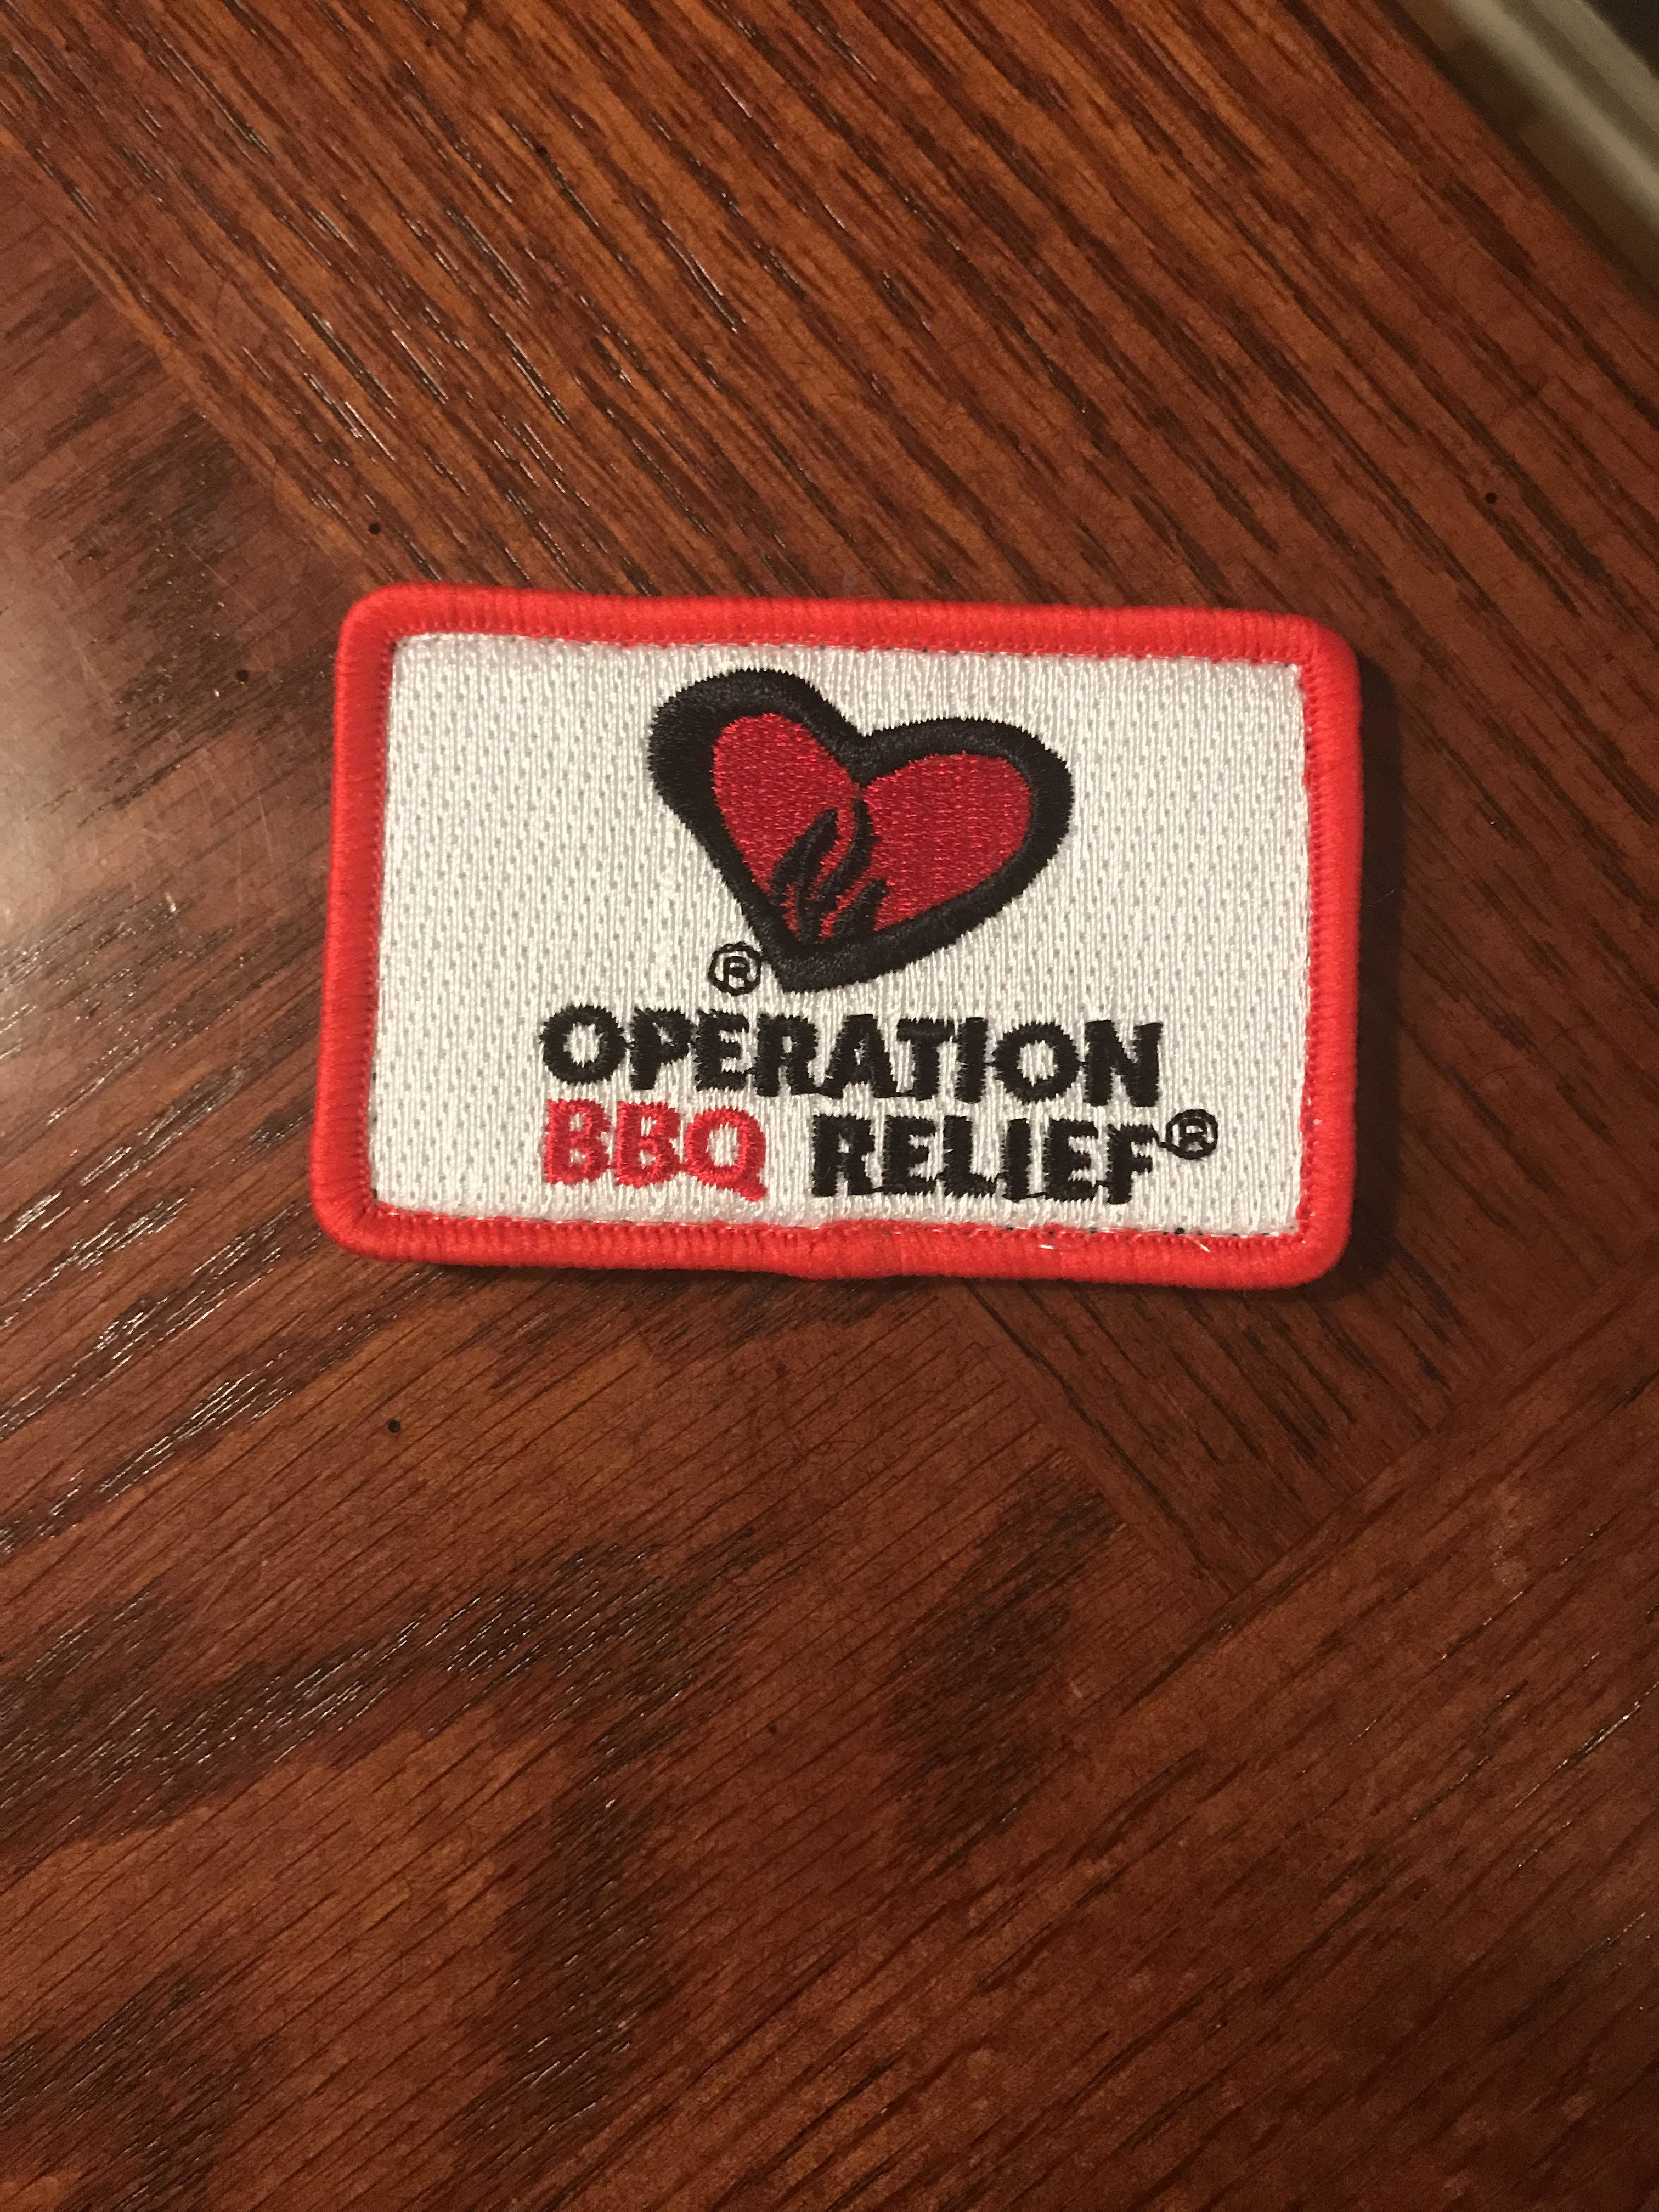 ®
OPERATION
BBQ RELIEF®